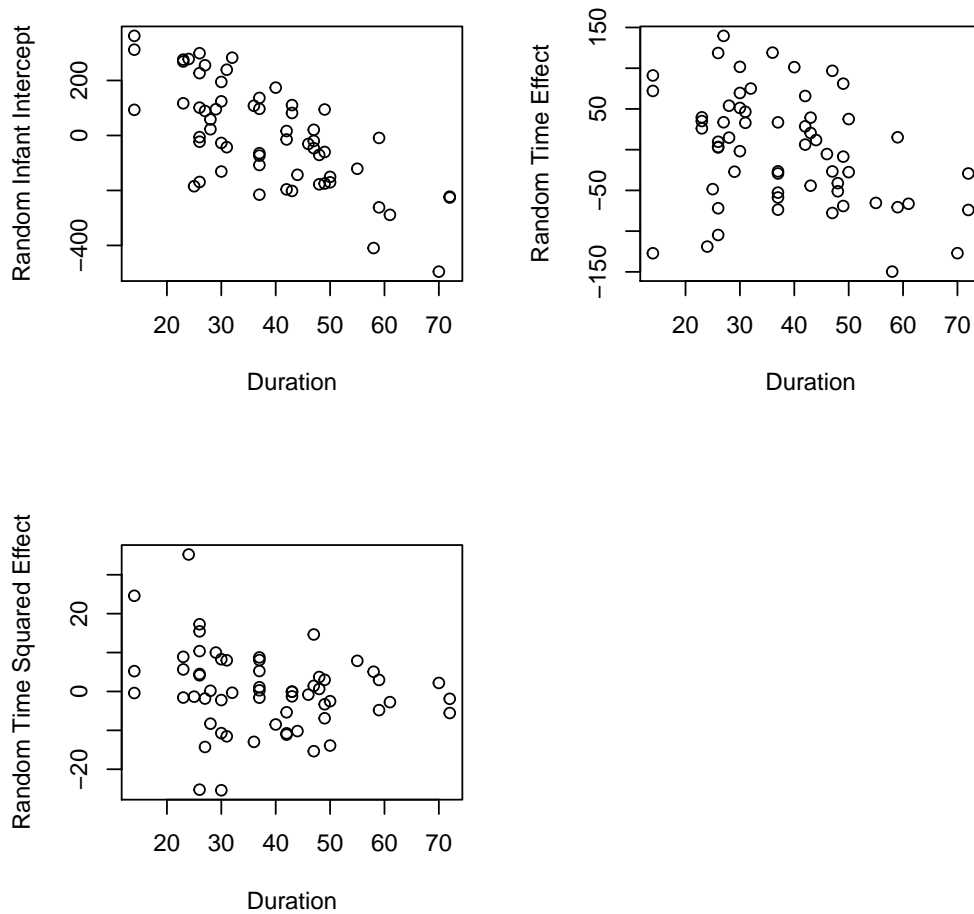 Random Infant Intercept
200
0
−400
20 30 40 50 60 70
Duration
Random Time Effect
150
50
−50
−150
20 30 40 50 60 70
Duration
Random Time Squared Effect
20
0
−20
20 30 40 50 60 70
Duration